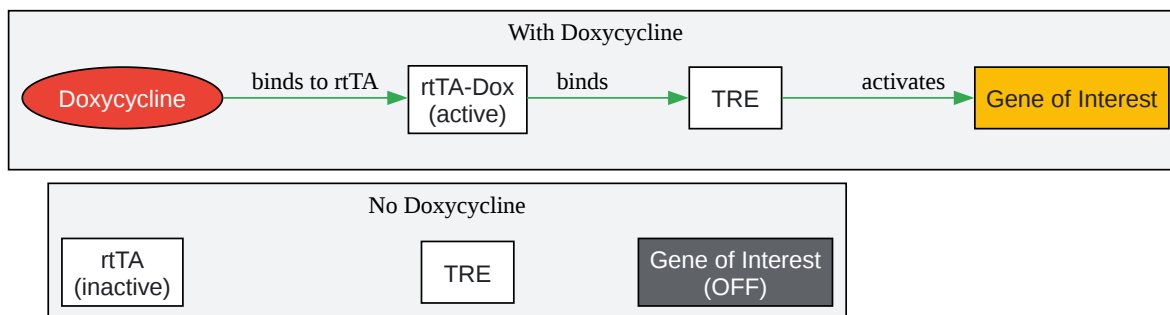 With Doxycycline
Doxycycline
binds to rtTA
rtTA-Dox
(active)
binds
TRE
activates
Gene of Interest
No Doxycycline
rtTA
(inactive)
TRE
Gene of Interest
(OFF)